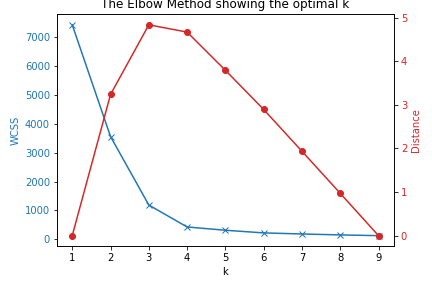 The Elbow Method showing the optimal k
7000
6000
5000
4000
3000
2000
1000
0
WCSS
5
4
3
2
1
0
Distance
1 2 3 4 5 6 7 8 9
k